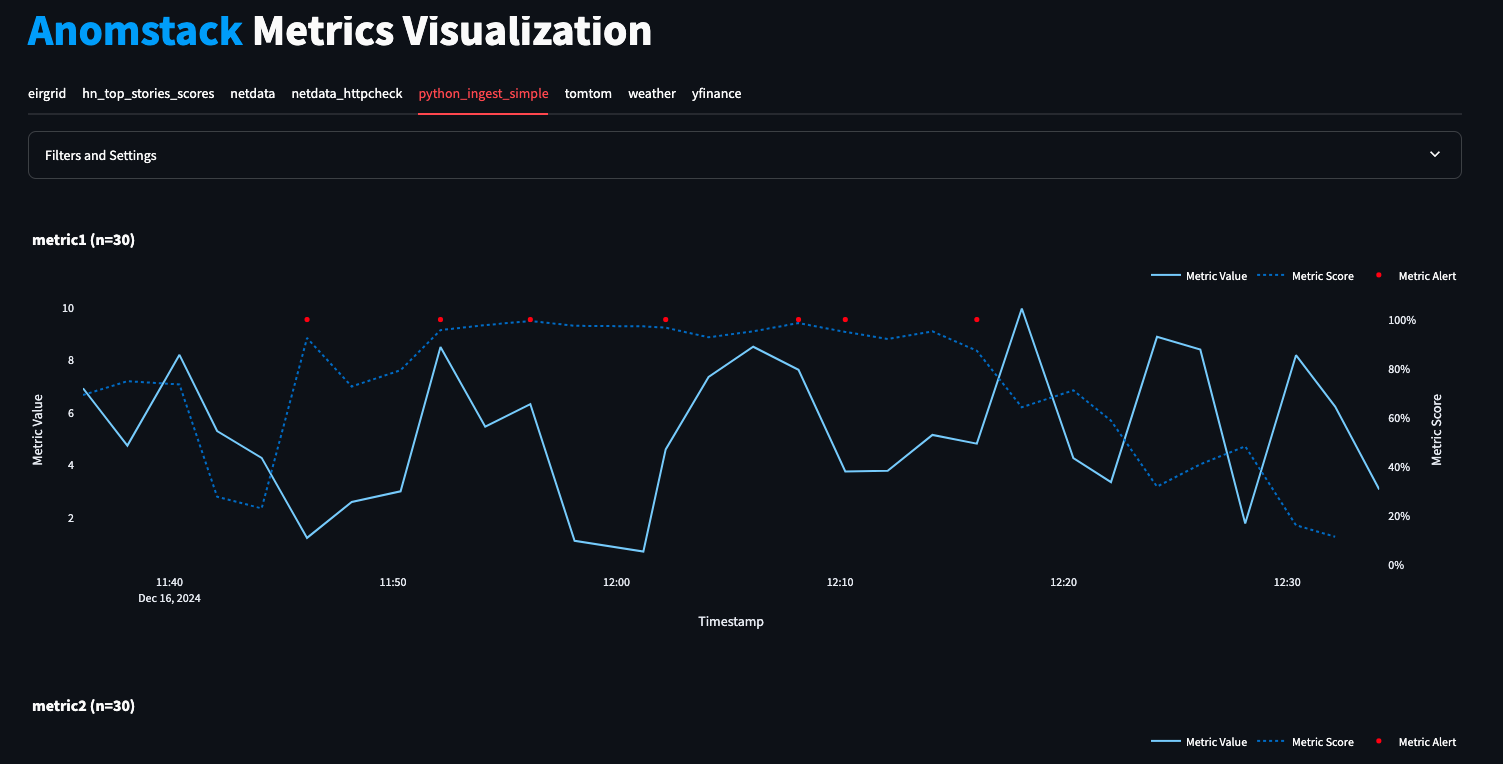 Anomstack Metrics Visualization
eirgrid hn_top_stories_scores netdata netdata_httpcheck python_ingest_simple tomtom weather yfinance
Filters and Settings
metric1 (n=30)
Metric Value Metric Score Metric Alert
10
8
6
4
2
Metric Value
100%
80%
60%
40%
20%
0%
Metric Score
11:40 11:50 12:00 12:10 12:20 12:30
Dec 16, 2024
Timestamp
metric2 (n=30)
Metric Value Metric Score Metric Alert